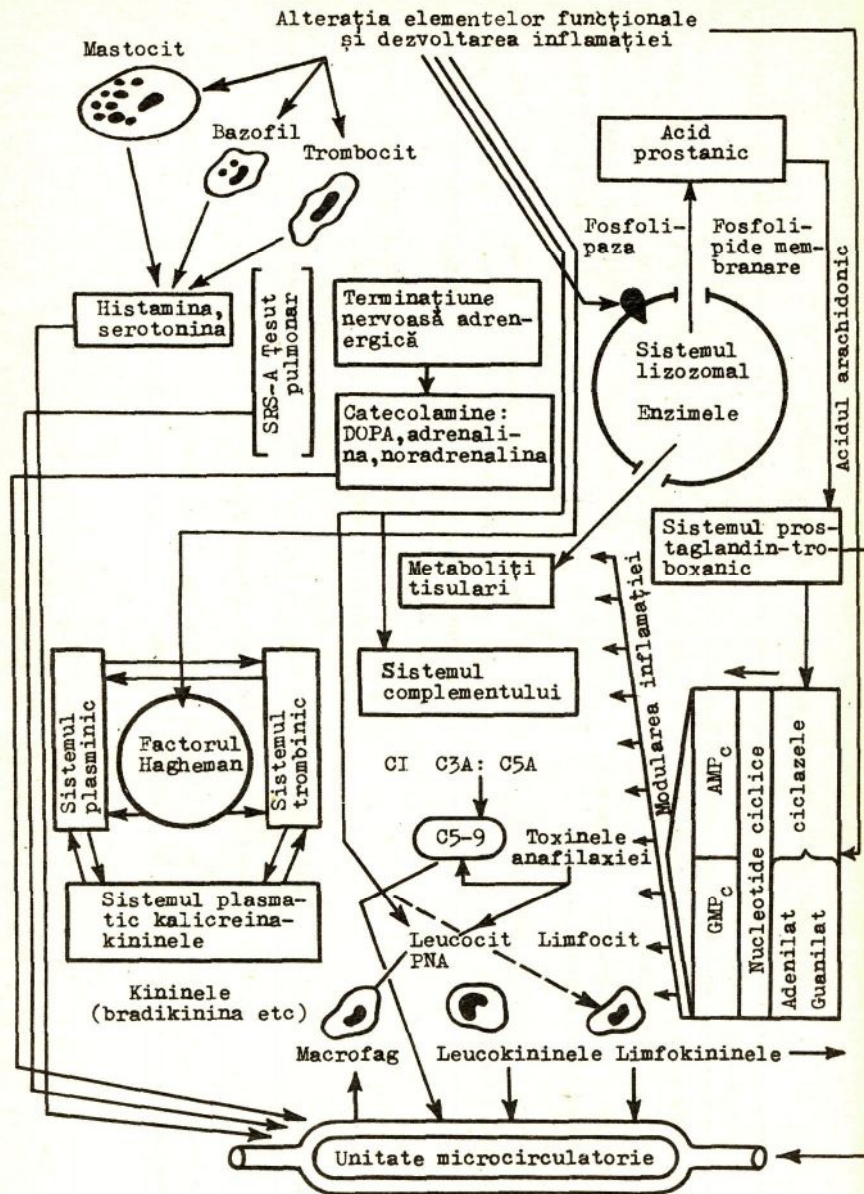 Alterația elementelor funcționale
și dezvoltarea inflamației
Mastocit
Bazofil
Trombocit
Acid
prostanic
Fosfoli-
paza
Fosfoli-
pide mem-
branare
Acidul arachidonic
Histamina,
serotonina
SRS-A Țesut
pulmonar
Terminațiune
nervoasă adren-
ergică
Sistemul
lizozomal
Enzimele
Catecolamine:
DOPA,adrenali-
na,noradrenalina
Sistemul pros-
taglandin-tro-
boxanic
Metaboliți
tisulari
Modularea inflamației
Sistemul
complementului
Sistemul
plasminic
Factorul
Hagheman
Sistemul
trombinic
CI C3A: C5A
C5-9
Toxinele
anafilaxiei
AMPc
GMPc
Nucleotide ciclice
ciclazele
Adenilat
Guanilat
Sistemul plasma-
tic kalicreina-
kininele
Leucocit
PNA
Limfocit
Kininele
(bradikinina etc)
Macrofag
Leucokininele
Limfokininele
Unitate microcirculatorie